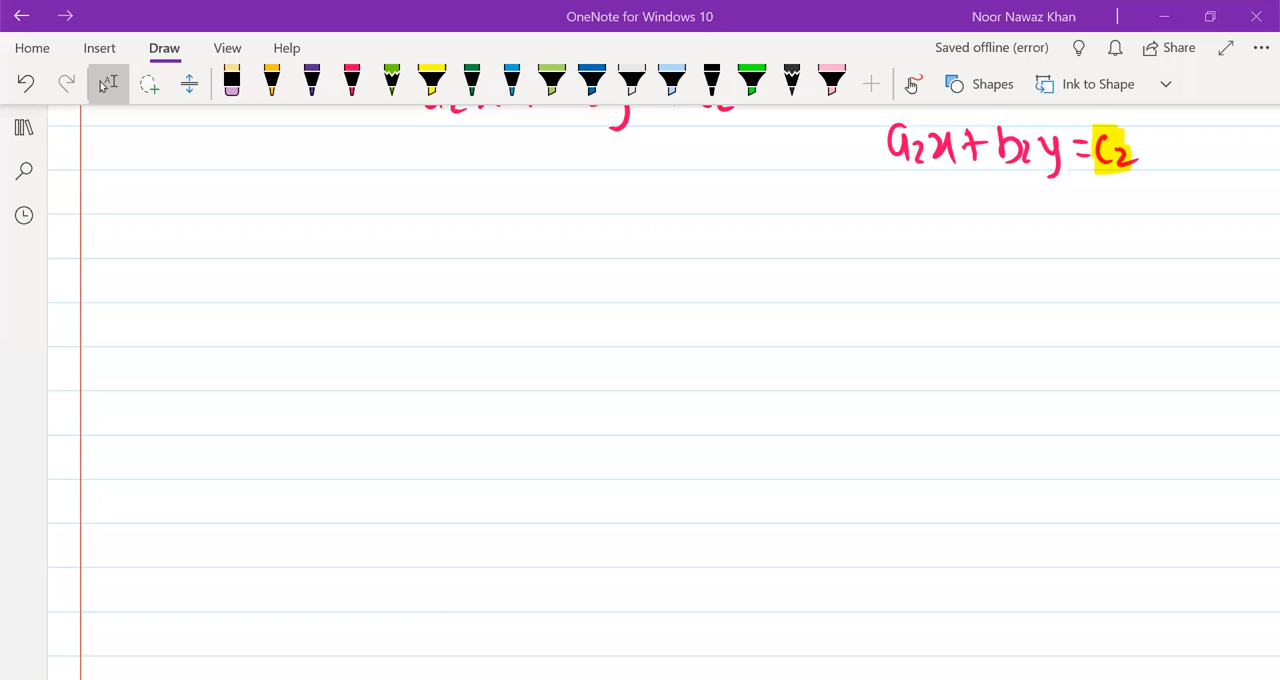 OneNote for Windows 10
Noor Nawaz Khan
Home Insert Draw View Help
Saved offline (error) Share
Shapes Ink to Shape
a₂x + b₂y = c₂